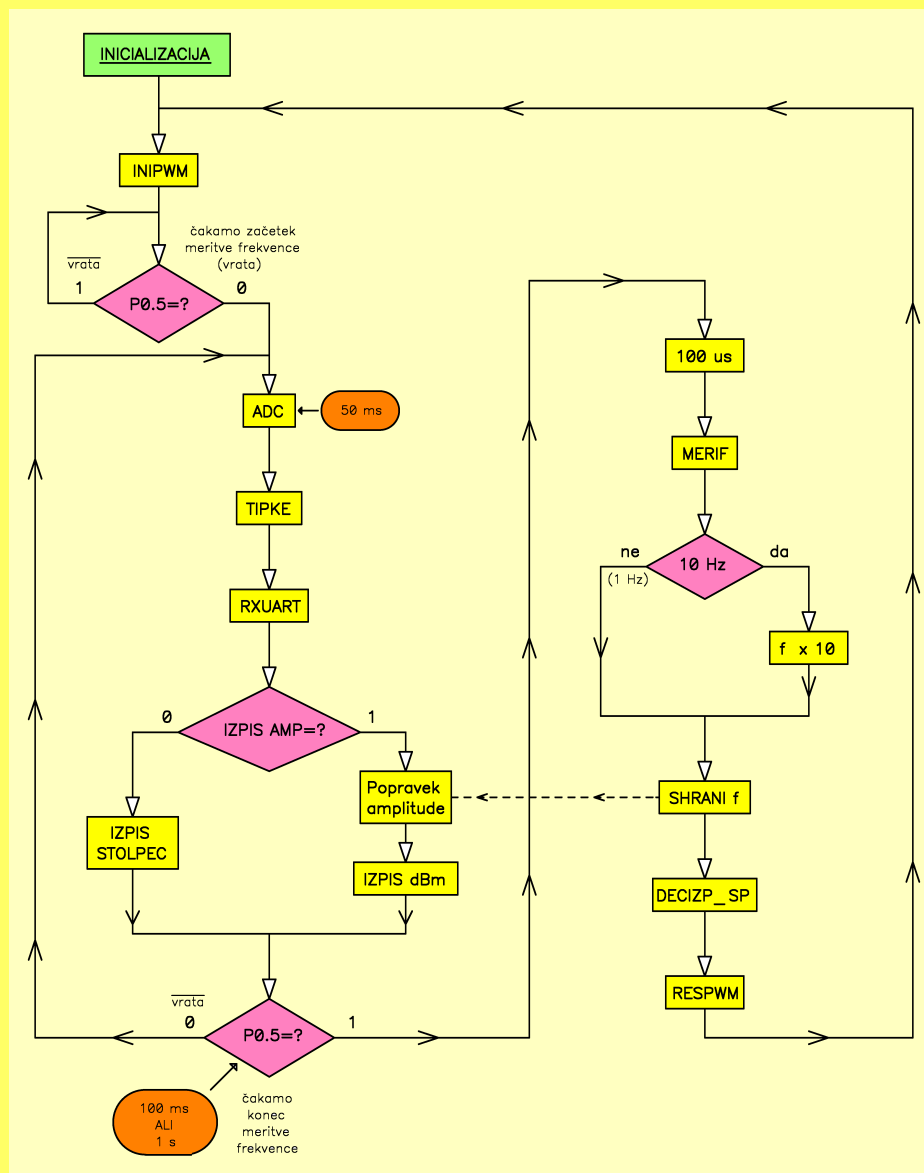 INICIALIZACIJA
INIPWM
čakamo začetek
meritve frekvence
(vrata)
vrata
1
0
P0.5=?
ADC
50 ms
TIPKE
RXUART
IZPIS AMP=?
0
1
IZPIS
STOLPEC
Popravek
amplitude
IZPIS dBm
vrata
0
1
P0.5=?
100 ms
ALI
1 s
čakamo
konec
meritve
frekvence
100 us
MERIF
10 Hz
ne
(1 Hz)
da
f x 10
SHRANI f
DECIZP_SP
RESPWM